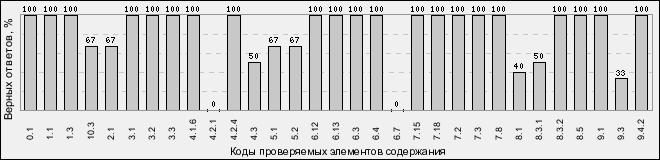 Верных ответов, %
100 100 100 67 67 100 100 100 100 0 100 50 67 67 100 100 100 100 0 100 100 100 100 100 40 50 100 100 100 33 100
0.1 1.1 1.3 10.3 2.1 3.1 3.2 3.3 4.1.6 4.2.1 4.2.4 4.3 5.1 5.2 6.12 6.13 6.3 6.4 6.7 7.15 7.18 7.2 7.3 7.8 8.1 8.3.1 8.3.2 8.5 9.1 9.3 9.4.2
Коды проверяемых элементов содержания